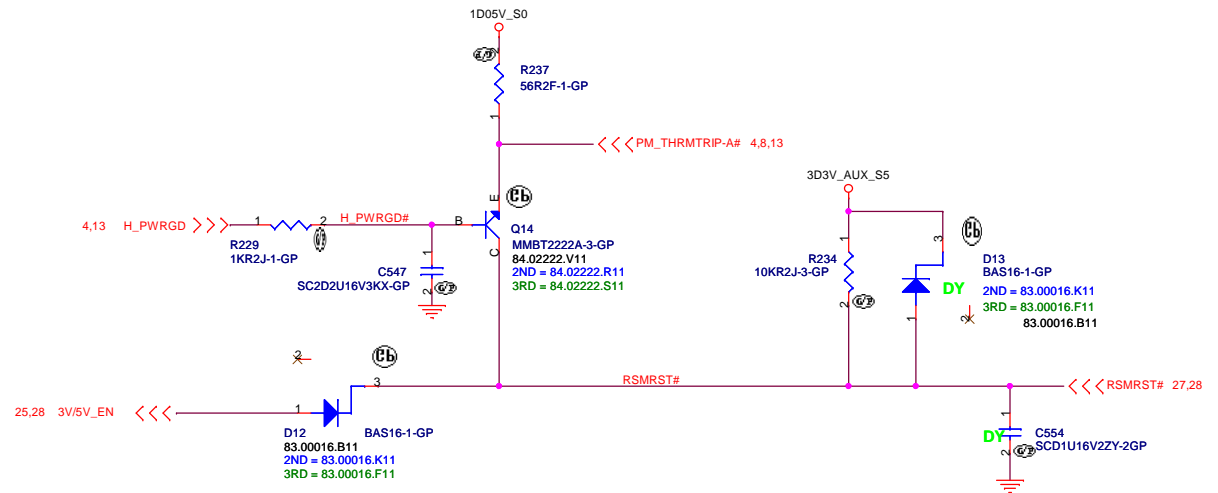 1D05V_S0
2
G/P
R237
56R2F-1-GP
1
PM_THRMTRIP-A# 4,8,13
3D3V_AUX_S5
E
4,13 H_PWRGD
1
2
H_PWRGD#
B
Q14
R229
1KR2J-1-GP
MMBT2222A-3-GP
84.02222.V11
2ND = 84.02222.R11
3RD = 84.02222.S11
C
1
C547
SC2D2U16V3KX-GP
2
G/P
1
R234
10KR2J-3-GP
2
G/P
3
D13
BAS16-1-GP
DY
2ND = 83.00016.K11
3RD = 83.00016.F11
83.00016.B11
1
2
2
3
RSMRST#
RSMRST# 27,28
25,28 3V/5V_EN
1
D12
BAS16-1-GP
83.00016.B11
2ND = 83.00016.K11
3RD = 83.00016.F11
1
DY
C554
SCD1U16V2ZY-2GP
2
G/P